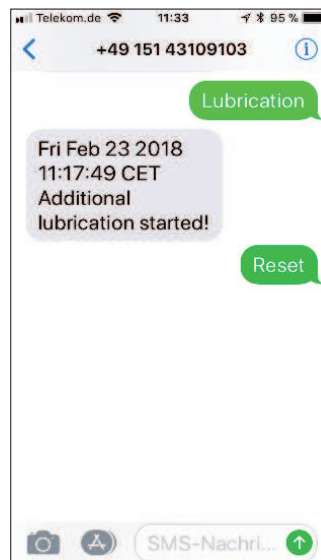 Telekom.de 11:33 95 %
+49 151 43109103
Lubrication
Fri Feb 23 2018
11:17:49 CET
Additional
lubrication started!
Reset
SMS-Nachri...